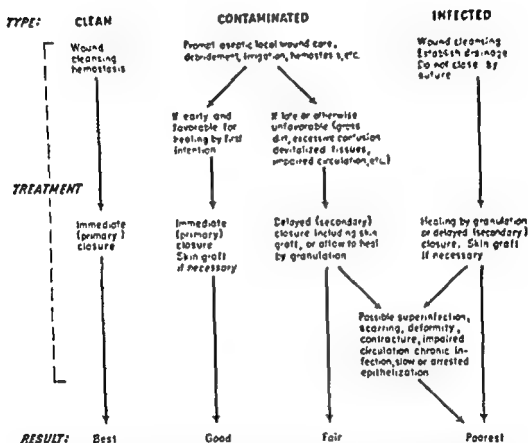 TYPE: CLEAN CONTAMINATED INFECTED
Wound
cleansing
hemostasis
Prompt aseptic local wound care,
debridement, irrigation, hemostasis, etc.
Wound cleansing
Establish drainage
Do not close by
suture
If early and
favorable for
healing by first
intention
If late or otherwise
unfavorable (gross
dirt, excessive contusion
devitalized tissues,
impaired circulation, etc.)
TREATMENT
Immediate
(primary)
closure
Immediate
(primary)
closure
Skin graft
if necessary
Delayed (secondary)
closure including skin
graft, or allow to heal
by granulation
Healing by granulation
or delayed (secondary)
closure. Skin graft
if necessary
Possible superinfection,
scarring, deformity,
contracture, impaired
circulation chronic in-
fection, slow or arrested
epithelization
RESULT: Best Good Fair Poorest